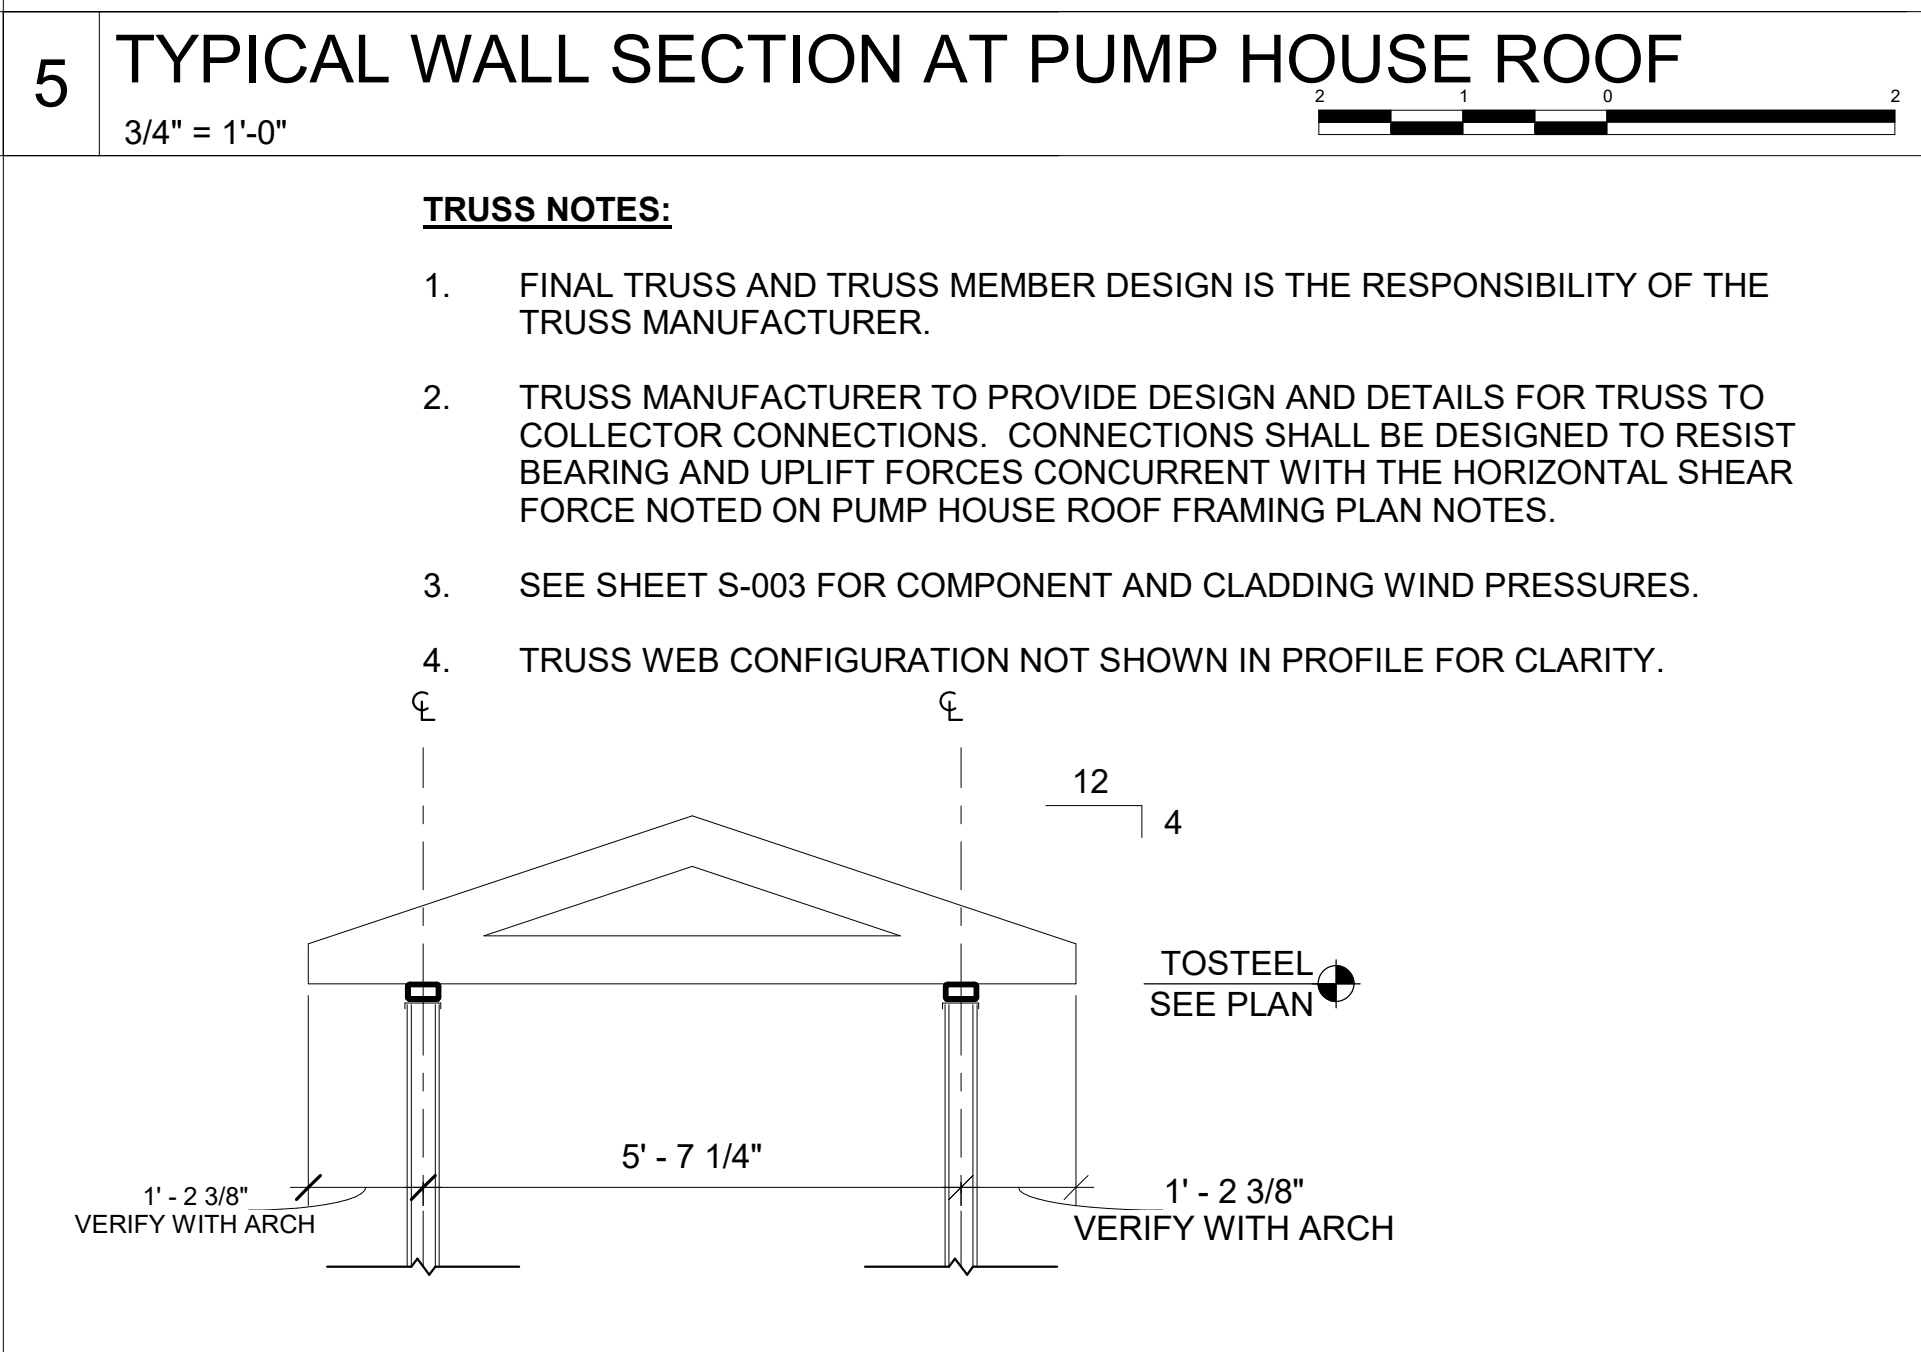 5
TYPICAL WALL SECTION AT PUMP HOUSE ROOF
3/4" = 1'-0"
2 1 0 2
TRUSS NOTES:
1. FINAL TRUSS AND TRUSS MEMBER DESIGN IS THE RESPONSIBILITY OF THE
TRUSS MANUFACTURER.
2. TRUSS MANUFACTURER TO PROVIDE DESIGN AND DETAILS FOR TRUSS TO
COLLECTOR CONNECTIONS. CONNECTIONS SHALL BE DESIGNED TO RESIST
BEARING AND UPLIFT FORCES CONCURRENT WITH THE HORIZONTAL SHEAR
FORCE NOTED ON PUMP HOUSE ROOF FRAMING PLAN NOTES.
3. SEE SHEET S-003 FOR COMPONENT AND CLADDING WIND PRESSURES.
4. TRUSS WEB CONFIGURATION NOT SHOWN IN PROFILE FOR CLARITY.
℄ ℄
12
4
TOSTEEL
SEE PLAN
5' - 7 1/4"
1' - 2 3/8"
VERIFY WITH ARCH
1' - 2 3/8"
VERIFY WITH ARCH